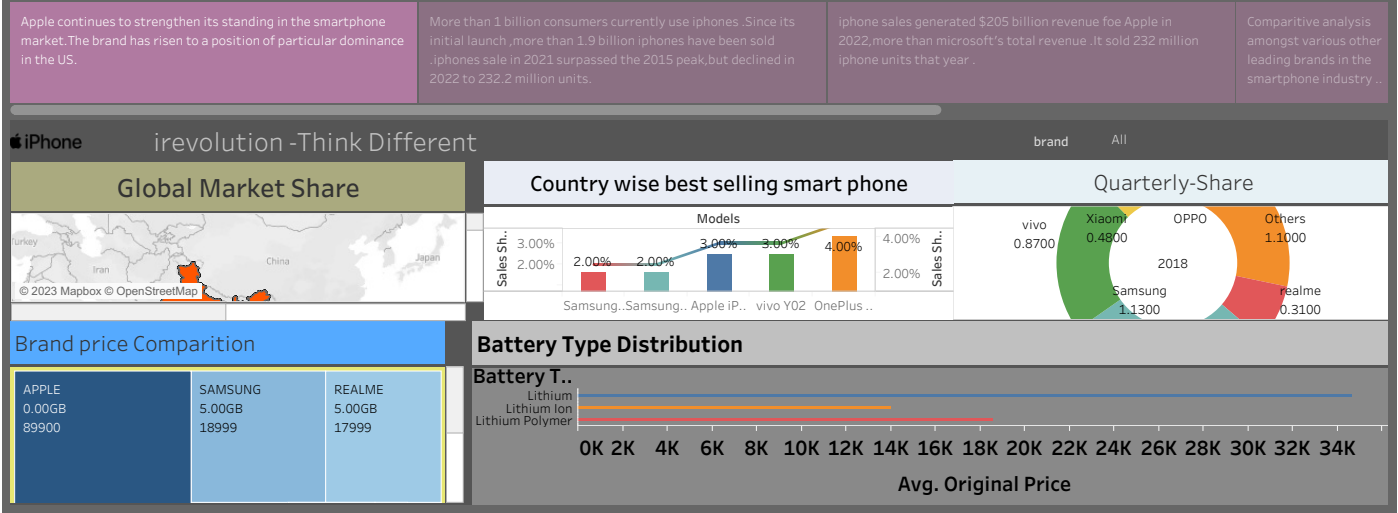 Apple continues to strengthen its standing in the smartphone
market.The brand has risen to a position of particular dominance
in the US.
More than 1 billion consumers currently use iphones .Since its
initial launch ,more than 1.9 billion iphones have been sold
.iphones sale in 2021 surpassed the 2015 peak,but declined in
2022 to 232.2 million units.
iphone sales generated $205 billion revenue foe Apple in
2022,more than microsoft's total revenue .It sold 232 million
iphone units that year .
Comparitive analysis
amongst various other
leading brands in the
smartphone industry ..
iPhone
irevolution -Think Different
brand
All
Global Market Share
Iran
China
Japan
© 2023 Mapbox © OpenStreetMap
Country wise best selling smart phone
Models
Sales Sh..
3.00%
2.00%
2.00%
2.00%
3.00%
3.00%
4.00%
4.00%
2.00%
Sales Sh..
Samsung..
Samsung..
Apple iP..
vivo Y02
OnePlus ..
Quarterly-Share
vivo
0.8700
Xiaomi
0.4800
OPPO
Others
1.1000
2018
Samsung
1.1300
realme
0.3100
Brand price Comparition
APPLE
0.00GB
89900
SAMSUNG
5.00GB
18999
REALME
5.00GB
17999
Battery Type Distribution
Battery T..
Lithium
Lithium Ion
Lithium Polymer
0K 2K 4K 6K 8K 10K 12K 14K 16K 18K 20K 22K 24K 26K 28K 30K 32K 34K
Avg. Original Price